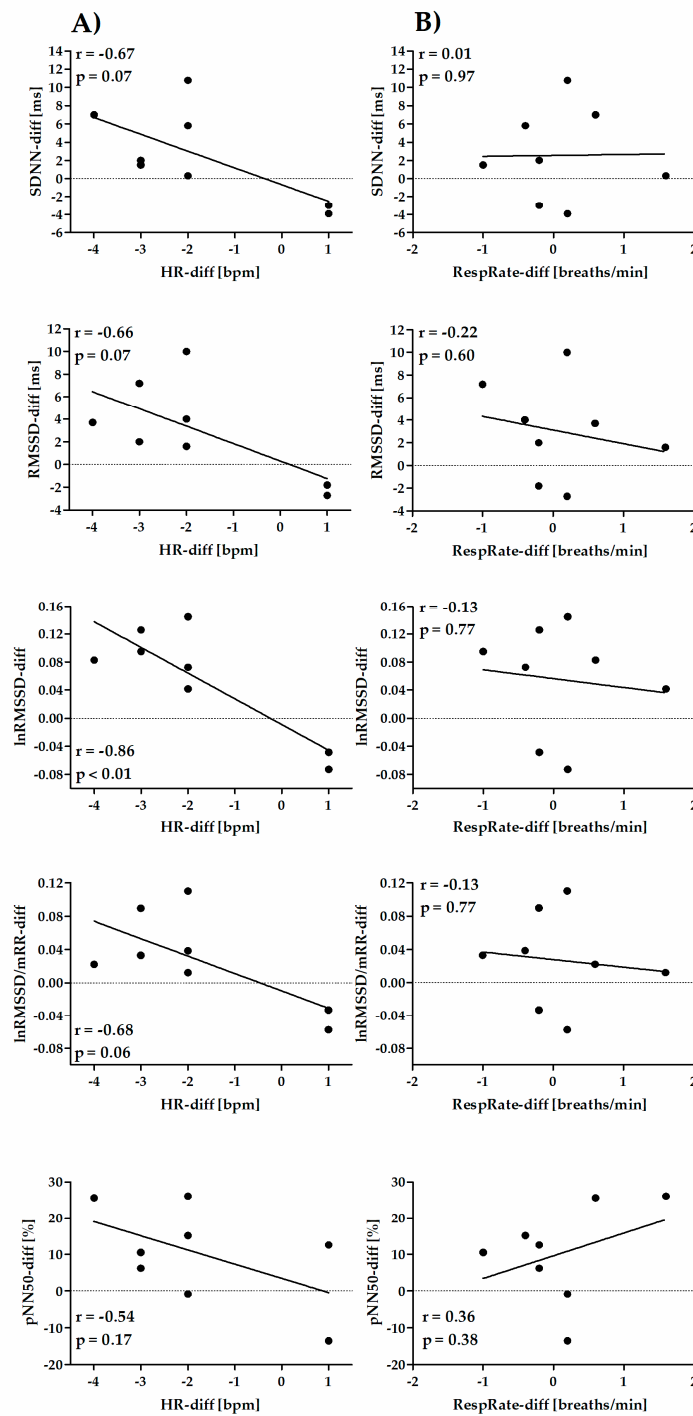 A)
B)
r = -0.67
p = 0.07
14
12
10
8
6
4
2
0
-2
-4
-6
SDNN-diff [ms]
-4 -3 -2 -1 0 1
HR-diff [bpm]
r = 0.01
p = 0.97
14
12
10
8
6
4
2
0
-2
-4
-6
SDNN-diff [ms]
-2 -1 0 1 2
RespRate-diff [breaths/min]
r = -0.66
p = 0.07
12
10
8
6
4
2
0
-2
-4
RMSSD-diff [ms]
-4 -3 -2 -1 0 1
HR-diff [bpm]
r = -0.22
p = 0.60
12
10
8
6
4
2
0
-2
-4
RMSSD-diff [ms]
-2 -1 0 1 2
RespRate-diff [breaths/min]
0.16
0.12
0.08
0.04
0.00
-0.04
-0.08
lnRMSSD-diff
r = -0.86
p < 0.01
-4 -3 -2 -1 0 1
HR-diff [bpm]
r = -0.13
p = 0.77
0.16
0.12
0.08
0.04
0.00
-0.04
-0.08
lnRMSSD-diff
-2 -1 0 1 2
RespRate-diff [breaths/min]
0.12
0.08
0.04
0.00
-0.04
-0.08
lnRMSSD/mRR-diff
r = -0.68
p = 0.06
-4 -3 -2 -1 0 1
HR-diff [bpm]
r = -0.13
p = 0.77
0.12
0.08
0.04
0.00
-0.04
-0.08
lnRMSSD/mRR-diff
-2 -1 0 1 2
RespRate-diff [breaths/min]
30
20
10
0
-10
-20
pNN50-diff [%]
r = -0.54
p = 0.17
-4 -3 -2 -1 0 1
HR-diff [bpm]
30
20
10
0
-10
-20
pNN50-diff [%]
r = 0.36
p = 0.38
-2 -1 0 1 2
RespRate-diff [breaths/min]